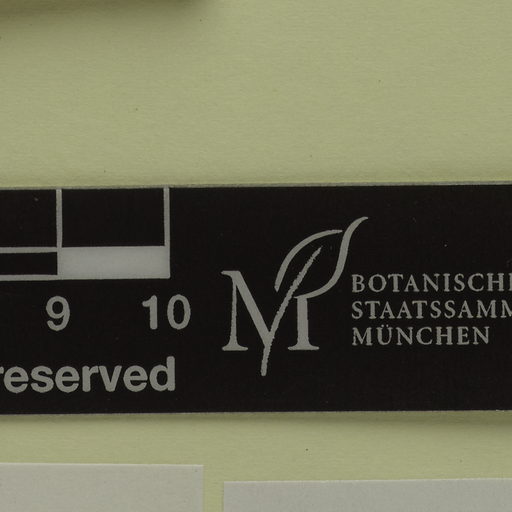 9 10
reserved
M
BOTANISCHE
STAATSSAMM
MÜNCHEN